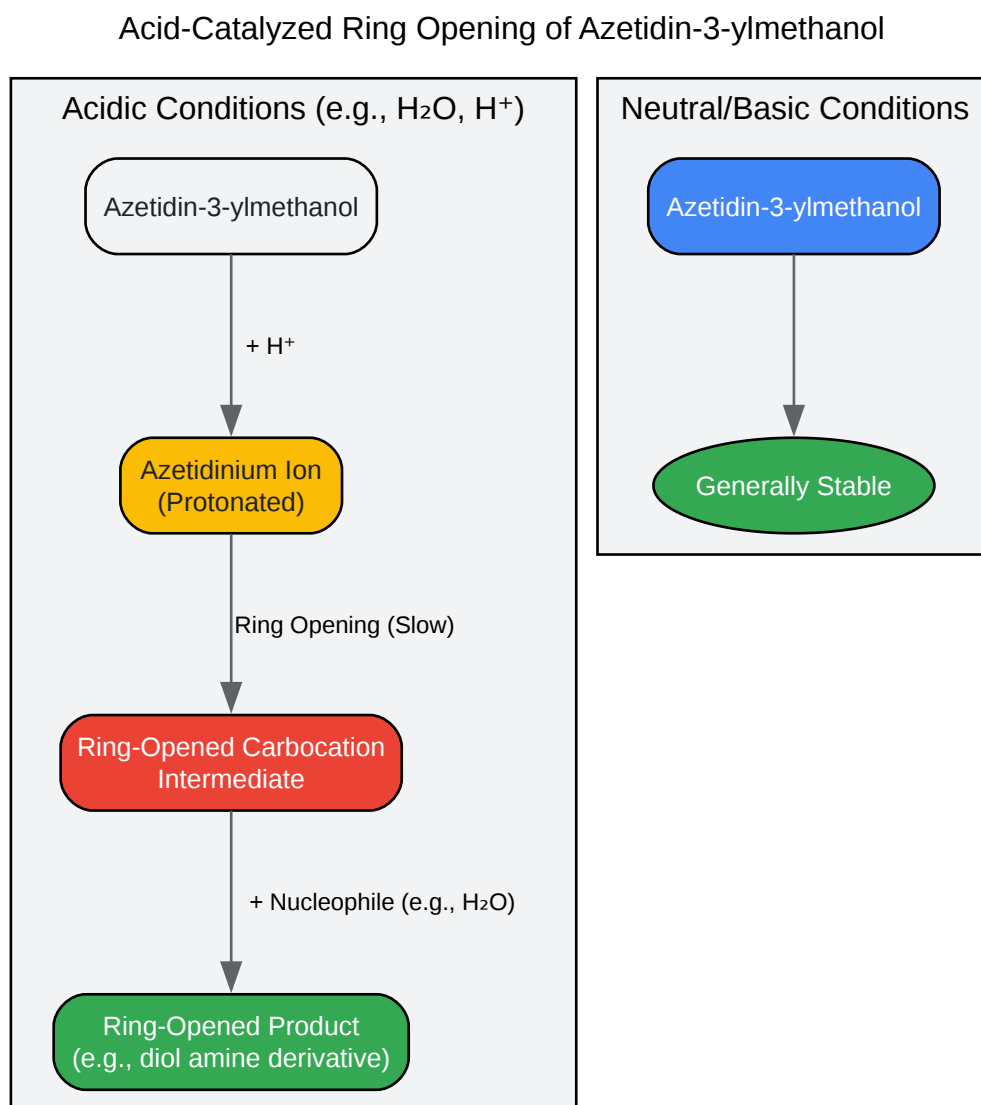 Acid-Catalyzed Ring Opening of Azetidin-3-ylmethanol
Acidic Conditions (e.g., H₂O, H⁺)
Azetidin-3-ylmethanol
+ H⁺
Azetidinium Ion
(Protonated)
Ring Opening (Slow)
Ring-Opened Carbocation
Intermediate
+ Nucleophile (e.g., H₂O)
Ring-Opened Product
(e.g., diol amine derivative)
Neutral/Basic Conditions
Azetidin-3-ylmethanol
Generally Stable